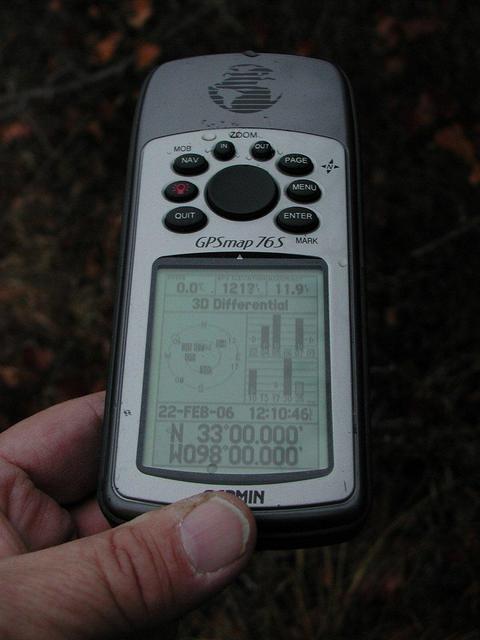 ZOOM
MOB
IN OUT
NAV PAGE
N
MENU
QUIT ENTER
GPSmap 76S MARK
0.0 1217 11.9
3D Differential
22-FEB-06 12:10:46
N 33°00.000'
W098°00.000'